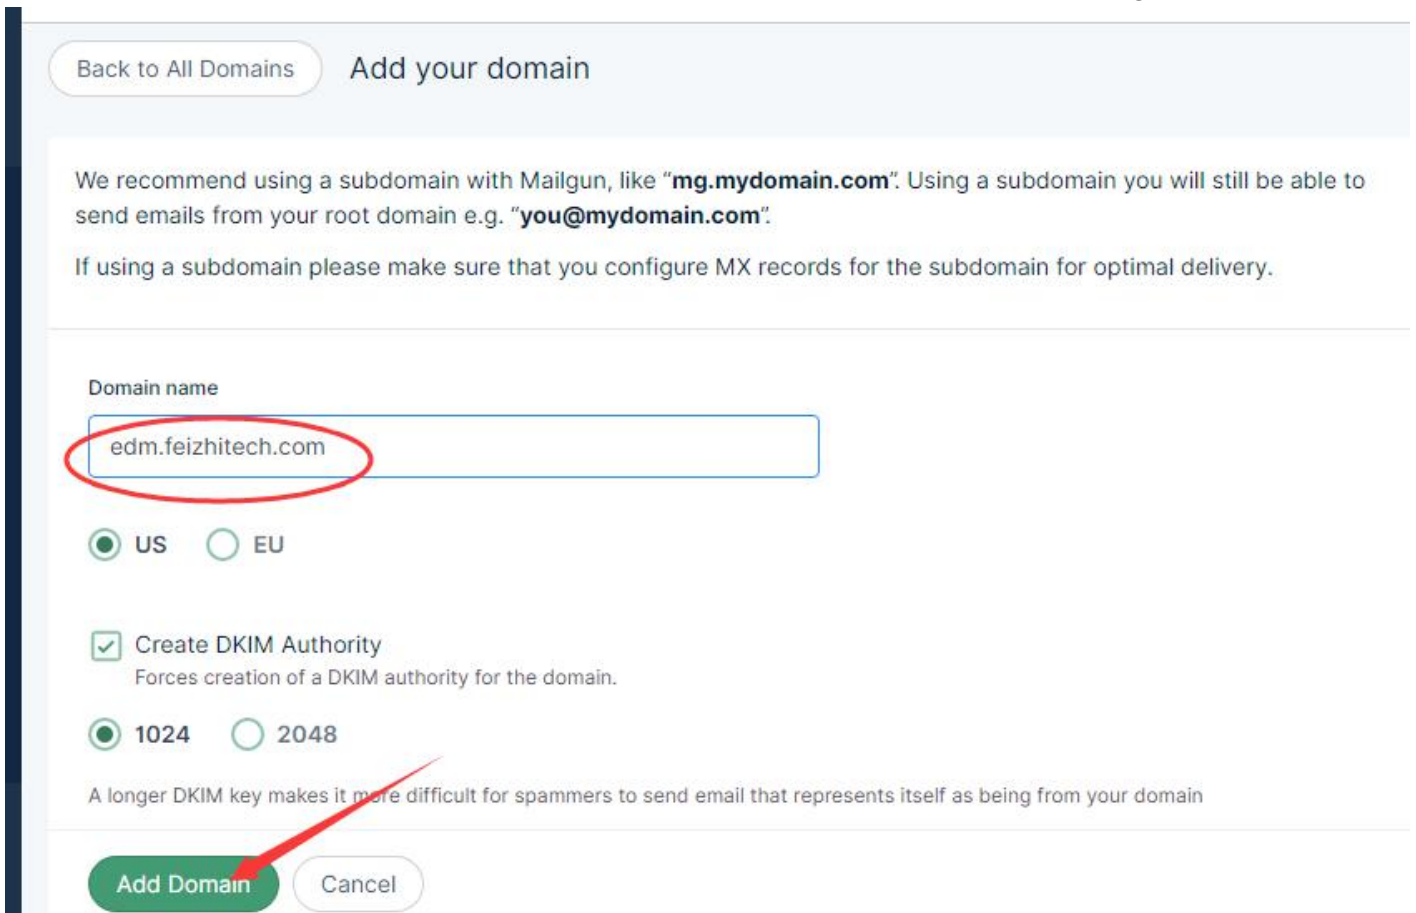 Back to All Domains
Add your domain
We recommend using a subdomain with Mailgun, like “mg.mydomain.com”. Using a subdomain you will still be able to
send emails from your root domain e.g. “you@mydomain.com”.
If using a subdomain please make sure that you configure MX records for the subdomain for optimal delivery.
Domain name
edm.feizhitech.com
US EU
Create DKIM Authority
Forces creation of a DKIM authority for the domain.
1024 2048
A longer DKIM key makes it more difficult for spammers to send email that represents itself as being from your domain
Add Domain Cancel